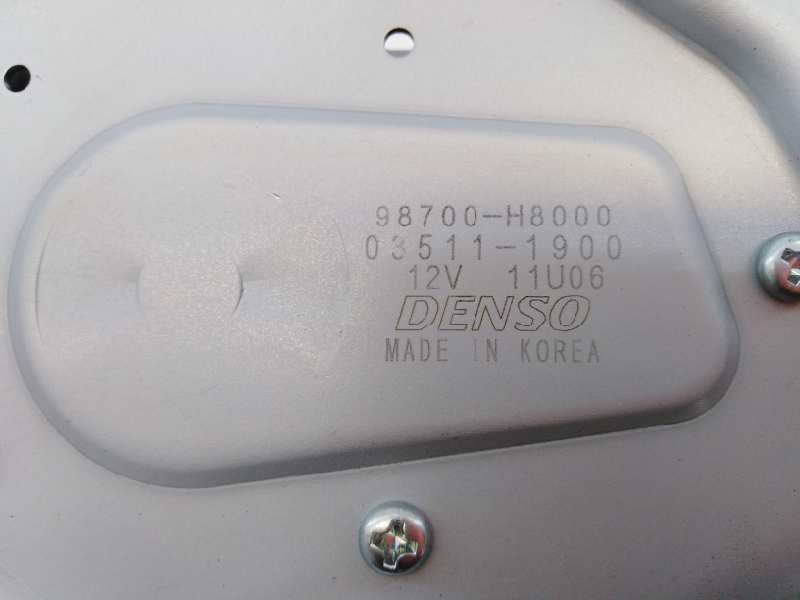 98700-H8000
03511-1900
12V 11U06
DENSO
MADE IN KOREA